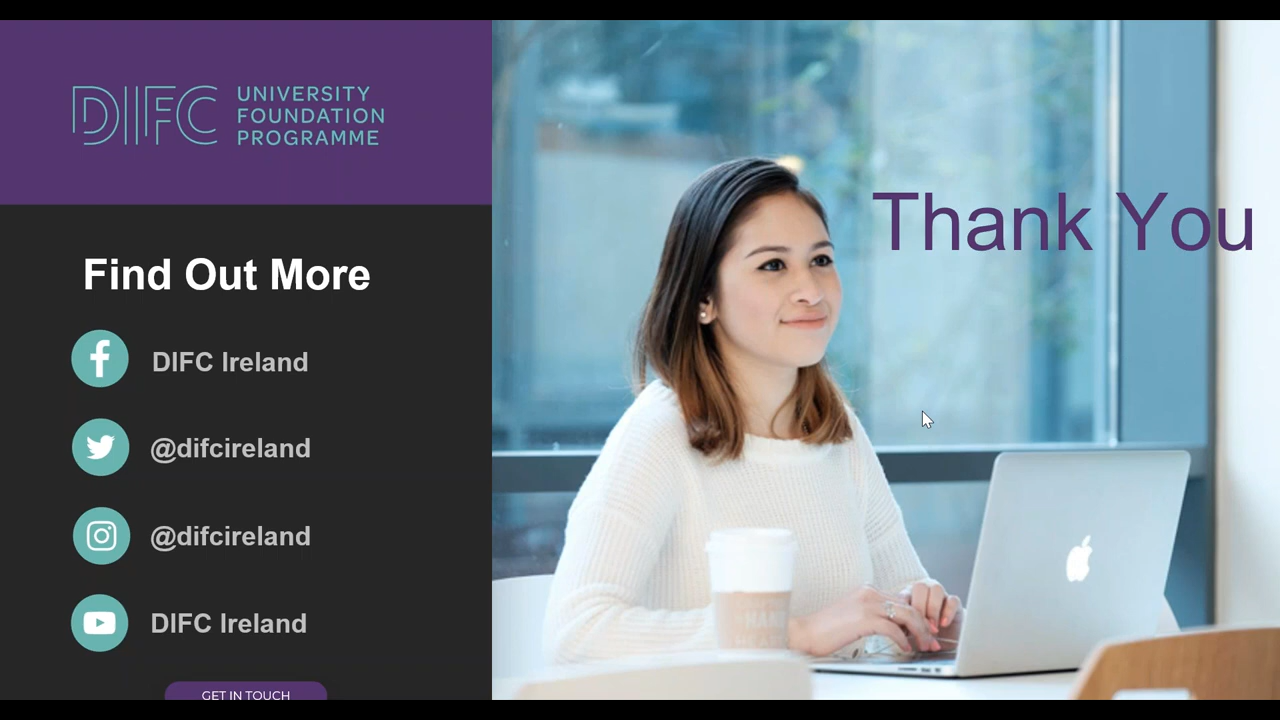 DIFC
UNIVERSITY
FOUNDATION
PROGRAMME
Find Out More
DIFC Ireland
@difcireland
@difcireland
DIFC Ireland
GET IN TOUCH
Thank You